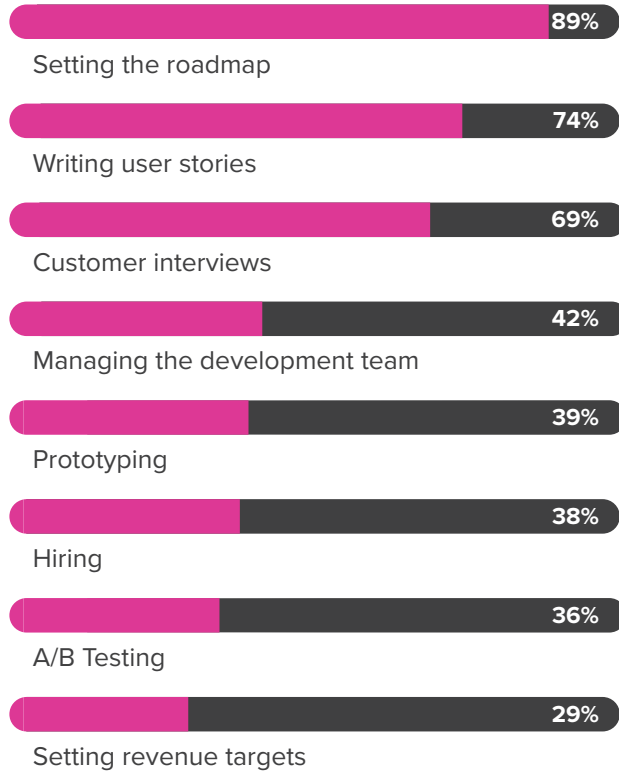 89%
Setting the roadmap
74%
Writing user stories
69%
Customer interviews
42%
Managing the development team
39%
Prototyping
38%
Hiring
36%
A/B Testing
29%
Setting revenue targets